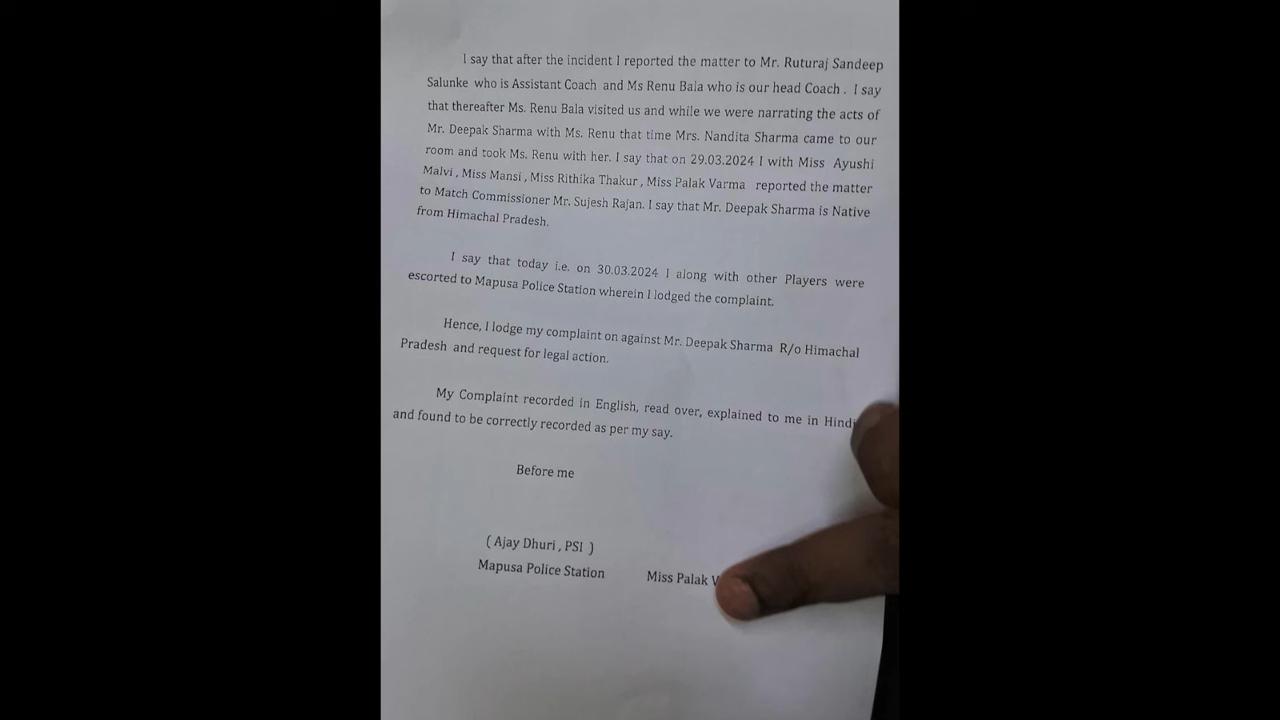 I say that after the incident I reported the matter to Mr. Ruturaj Sandeep
Salunke who is Assistant Coach and Ms Renu Bala who is our head Coach . I say
that thereafter Ms. Renu Bala visited us and while we were narrating the acts of
Mr. Deepak Sharma with Ms. Renu that time Mrs. Nandita Sharma came to our
room and took Ms. Renu with her. I say that on 29.03.2024 I with Miss Ayushi
Malvi , Miss Mansi , Miss Rithika Thakur , Miss Palak Varma reported the matter
to Match Commissioner Mr. Sujesh Rajan. I say that Mr. Deepak Sharma is Native
from Himachal Pradesh.
I say that today i.e. on 30.03.2024 I along with other Players were
escorted to Mapusa Police Station wherein I lodged the complaint.
Hence, I lodge my complaint on against Mr. Deepak Sharma R/o Himachal
Pradesh and request for legal action.
My Complaint recorded in English, read over, explained to me in Hindi
and found to be correctly recorded as per my say.
Before me
( Ajay Dhuri , PSI )
Mapusa Police Station Miss Palak V